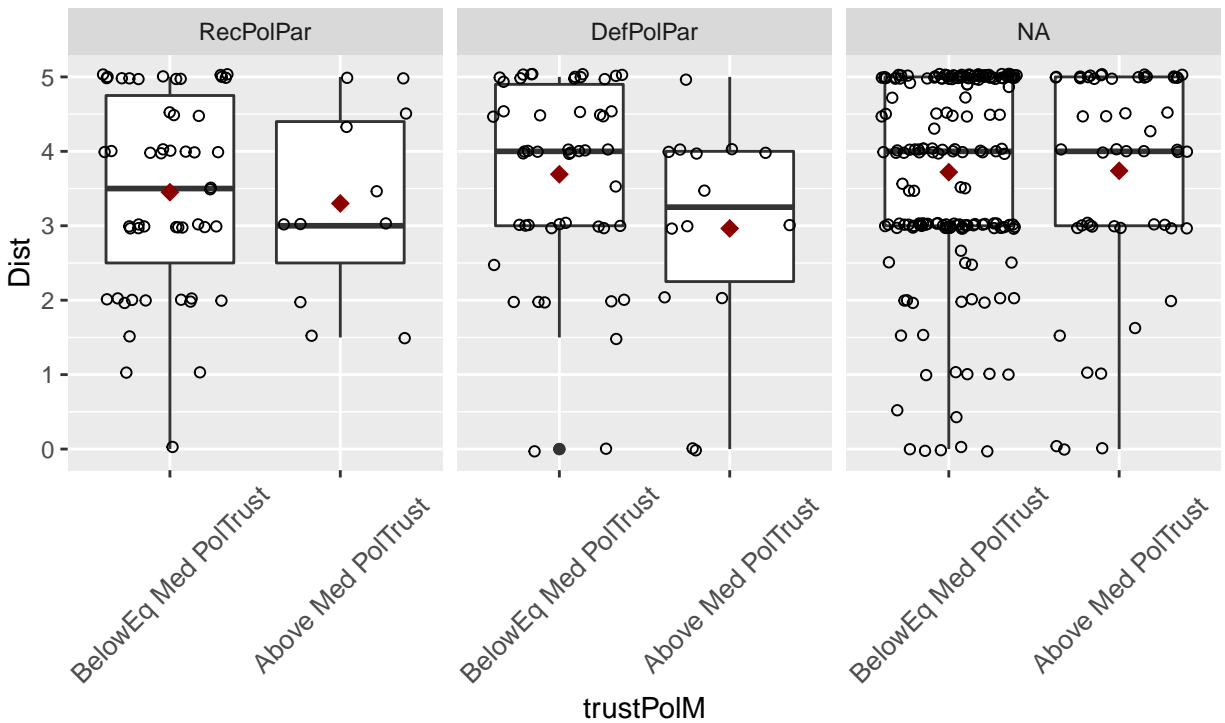 RecPolPar DefPolPar NA
Dist
5
4
3
2
1
0
BelowEq Med PolTrust Above Med PolTrust BelowEq Med PolTrust Above Med PolTrust BelowEq Med PolTrust Above Med PolTrust
trustPolM